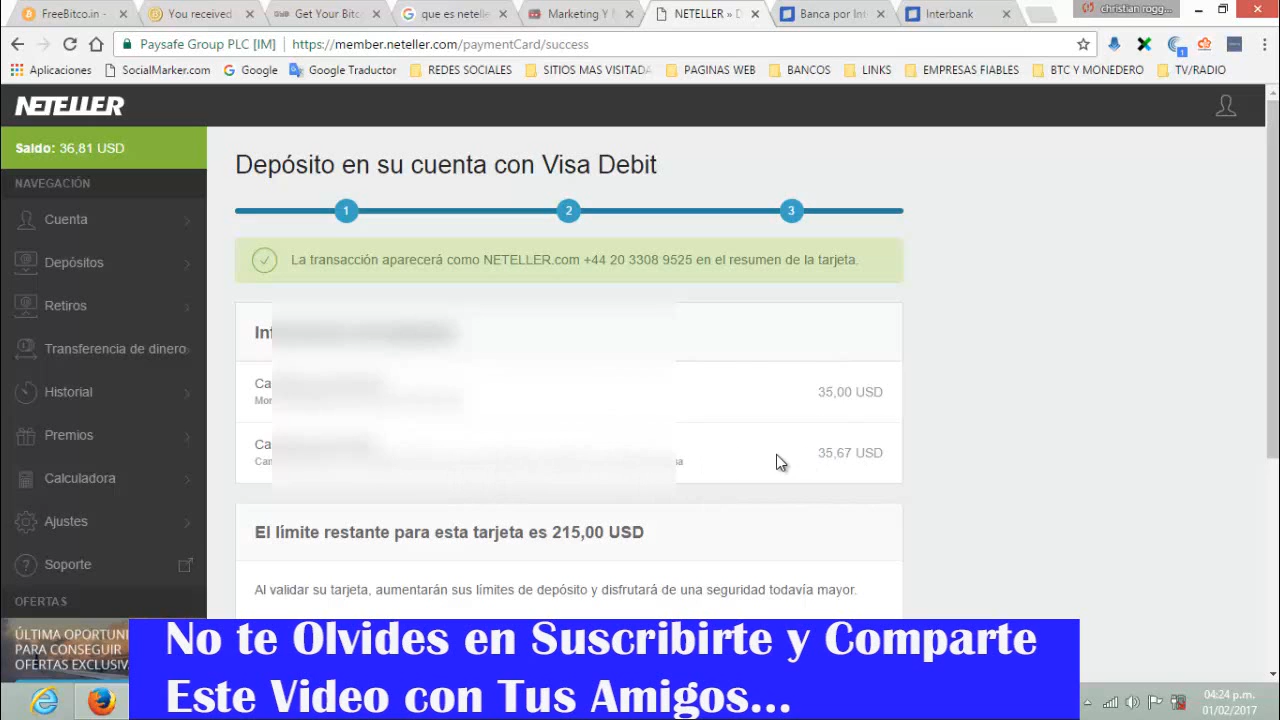 FreeBitco.in -
You received
Get Your Bitco
que es netelle
Marketing Y M
NETELLER » D
Banca por Int
Interbank
christian rogg...
Paysafe Group PLC [IM]
https://member.neteller.com/paymentCard/success
Aplicaciones
SocialMarker.com
Google
Google Traductor
REDES SOCIALES
SITIOS MAS VISITADA
PAGINAS WEB
BANCOS
LINKS
EMPRESAS FIABLES
BTC Y MONEDERO
TV/RADIO
NETELLER
Saldo: 36,81 USD
NAVEGACIÓN
Cuenta
Depósitos
Retiros
Transferencia de dinero
Historial
Premios
Calculadora
Ajustes
Soporte
OFERTAS
ÚLTIMA OPORTUNI
PARA CONSEGUIR
OFERTAS EXCLUSIVA
Depósito en su cuenta con Visa Debit
1
2
3
La transacción aparecerá como NETELLER.com +44 20 3308 9525 en el resumen de la tarjeta.
35,00 USD
35,67 USD
El límite restante para esta tarjeta es 215,00 USD
Al validar su tarjeta, aumentarán sus límites de depósito y disfrutará de una seguridad todavía mayor.
No te Olvides en Suscribirte y Comparte
Este Video con Tus Amigos...
04:24 p.m.
01/02/2017